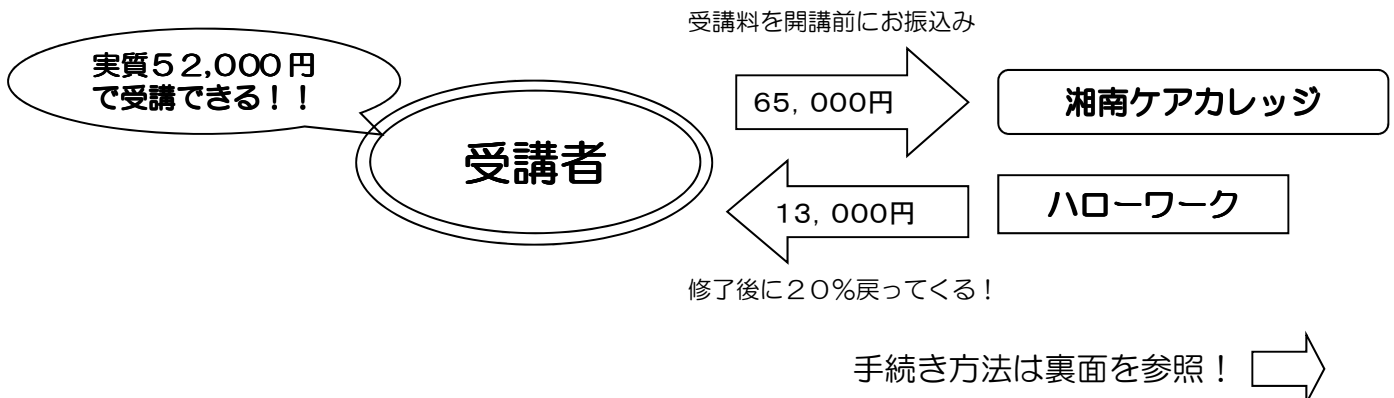 受講料を開講前にお振込み
実質５２,000円
で受講できる！！
65, 000円
湘南ケアカレッジ
受講者
13, 000円
ハローワーク
修了後に２０％戻ってくる！
手続き方法は裏面を参照！